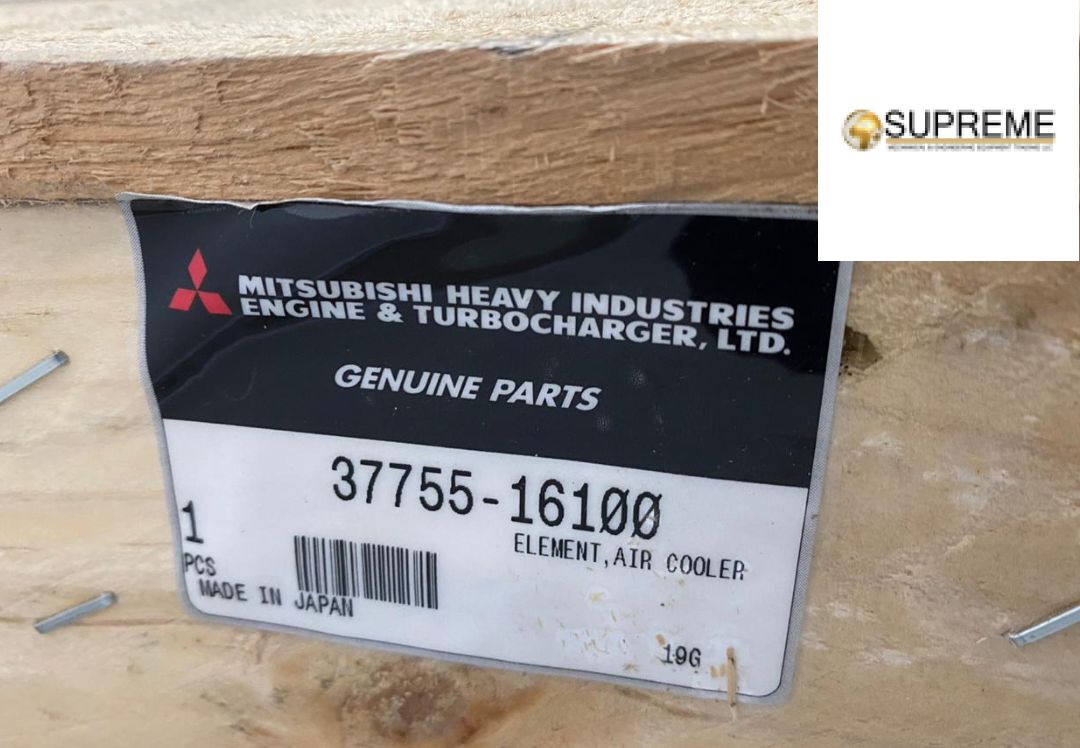 SUPREME
MITSUBISHI HEAVY INDUSTRIES
ENGINE & TURBOCHARGER, LTD.
GENUINE PARTS
37755-16100
ELEMENT, AIR COOLER
1
PCS
MADE IN JAPAN
19G